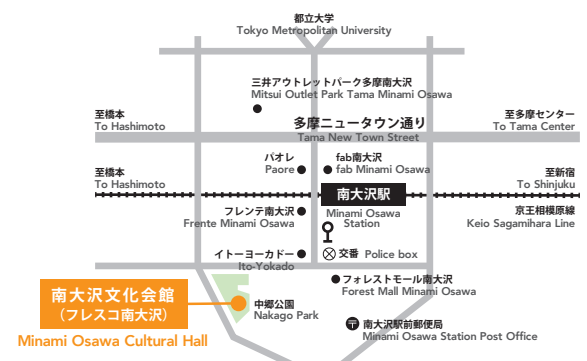 都立大学
Tokyo Metropolitan University
三井アウトレットパーク多摩南大沢
Mitsui Outlet Park Tama Minami Osawa
至橋本
To Hashimoto
多摩ニュータウン通り
Tama New Town Street
至多摩センター
To Tama Center
至橋本
To Hashimoto
パオレ
Paore
fab南大沢
fab Minami Osawa
至新宿
To Shinjuku
南大沢駅
Minami Osawa
Station
フレンテ南大沢
Frente Minami Osawa
京王相模原線
Keio Sagamihara Line
イトーヨーカドー
Ito-Yokado
交番 Police box
フォレストモール南大沢
Forest Mall Minami Osawa
南大沢文化会館
（フレスコ南大沢）
Minami Osawa Cultural Hall
中郷公園
Nakago Park
南大沢駅前郵便局
Minami Osawa Station Post Office